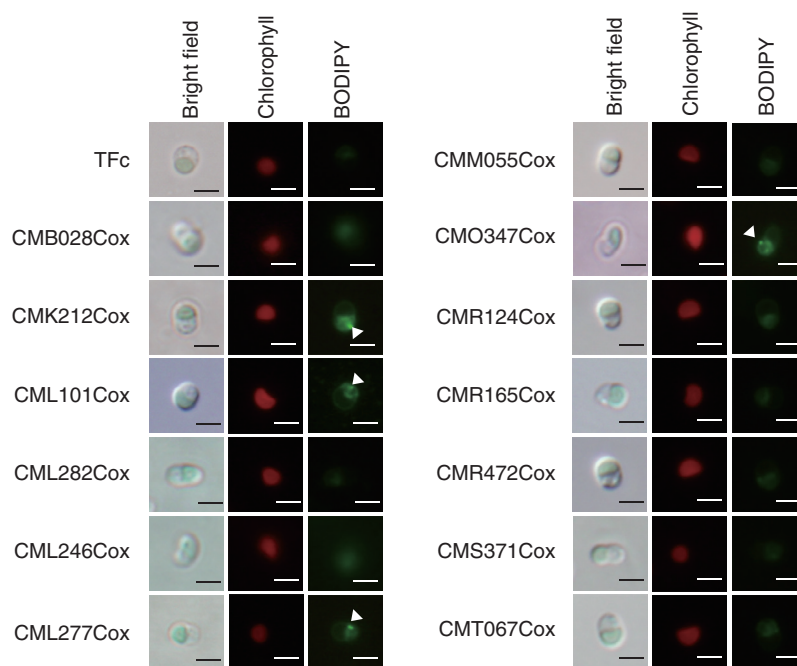 Bright field
Chlorophyll
BODIPY
TFc
CMB028Cox
CMK212Cox
CML101Cox
CML282Cox
CML246Cox
CML277Cox
Bright field
Chlorophyll
BODIPY
CMM055Cox
CMO347Cox
CMR124Cox
CMR165Cox
CMR472Cox
CMS371Cox
CMT067Cox